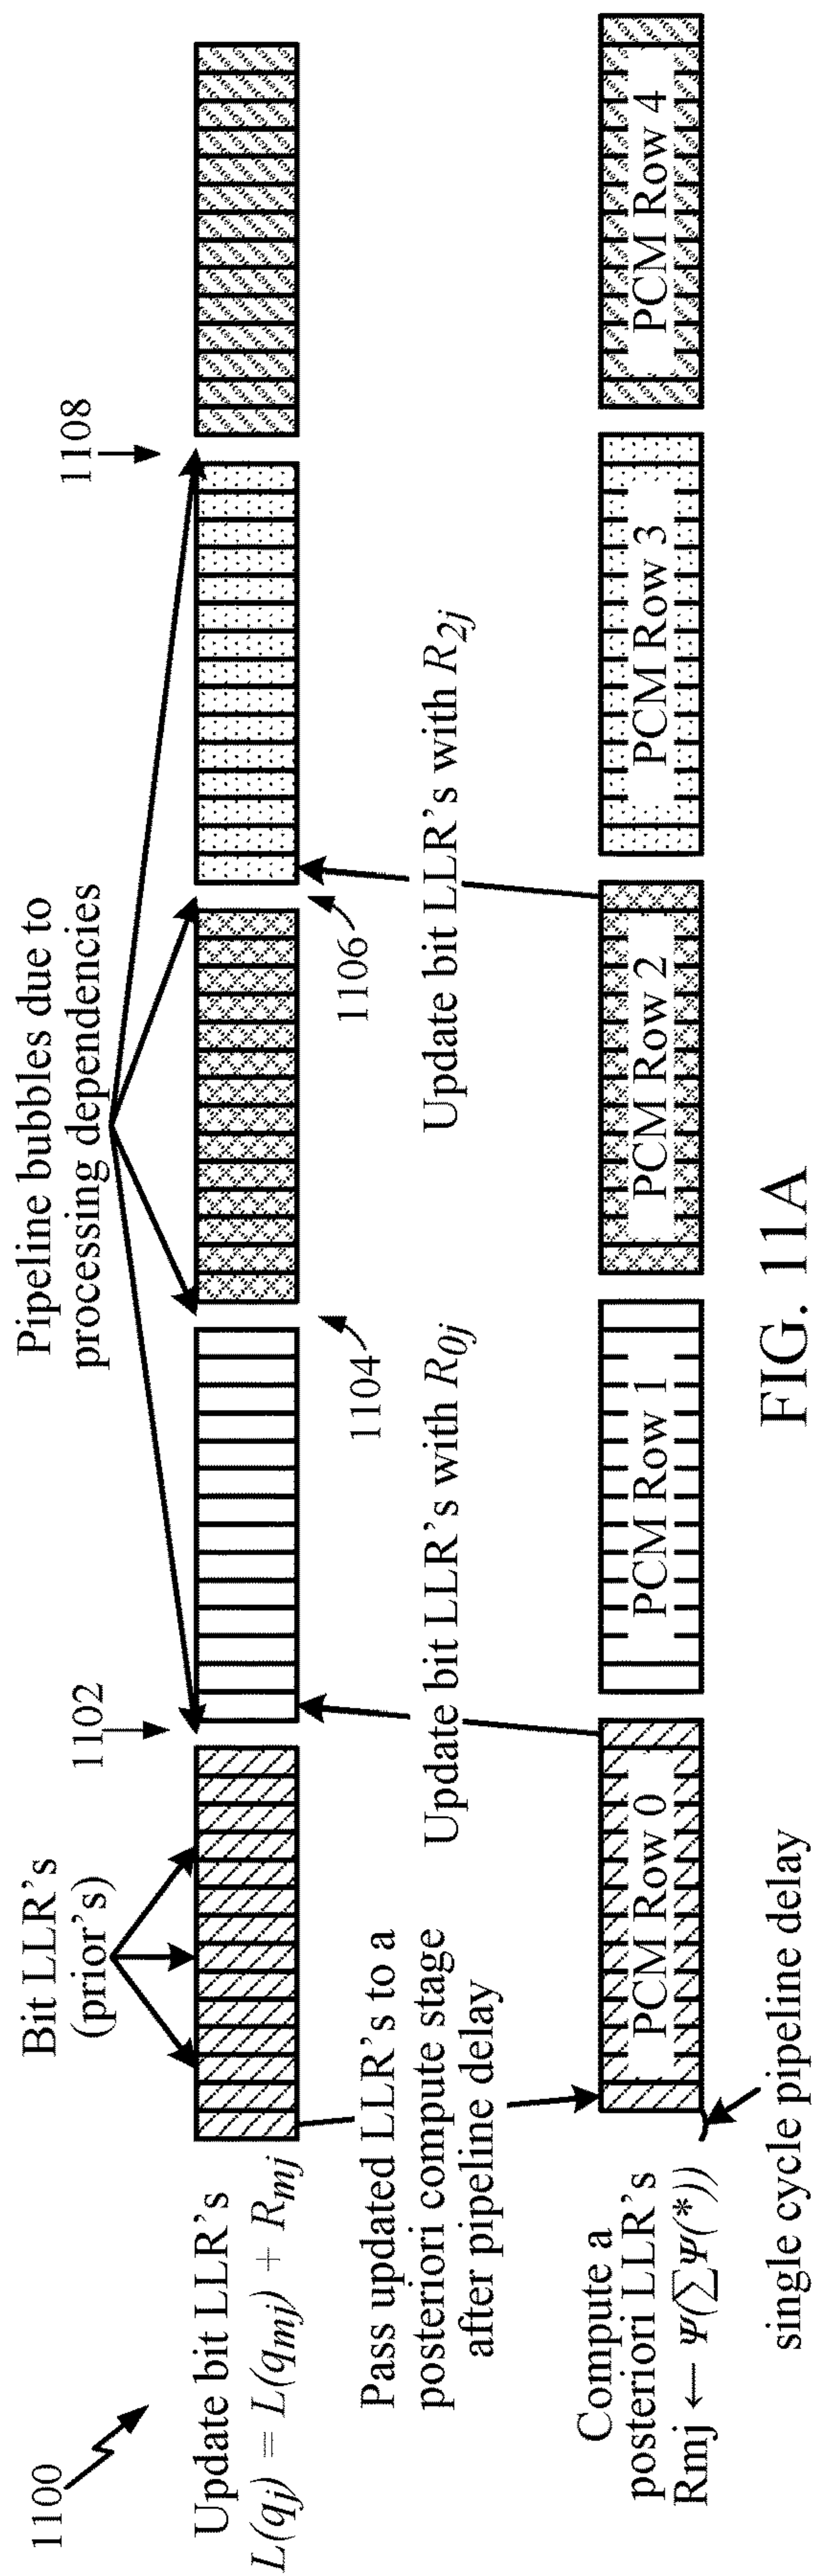 1100
Update bit LLR's
L(qj) = L(qmj) + Rmj
Bit LLR's
(prior's)
1102
Pipeline bubbles due to
processing dependencies
1108
Pass updated LLR's to a
posteriori compute stage
after pipeline delay
Update bit LLR's with R0j
1104
1106
Update bit LLR's with R2j
Compute a
posteriori LLR's
Rmj ← Ψ(∑Ψ(*))
single cycle pipeline delay
PCM Row 0
PCM Row 1
PCM Row 2
PCM Row 3
PCM Row 4
FIG. 11A